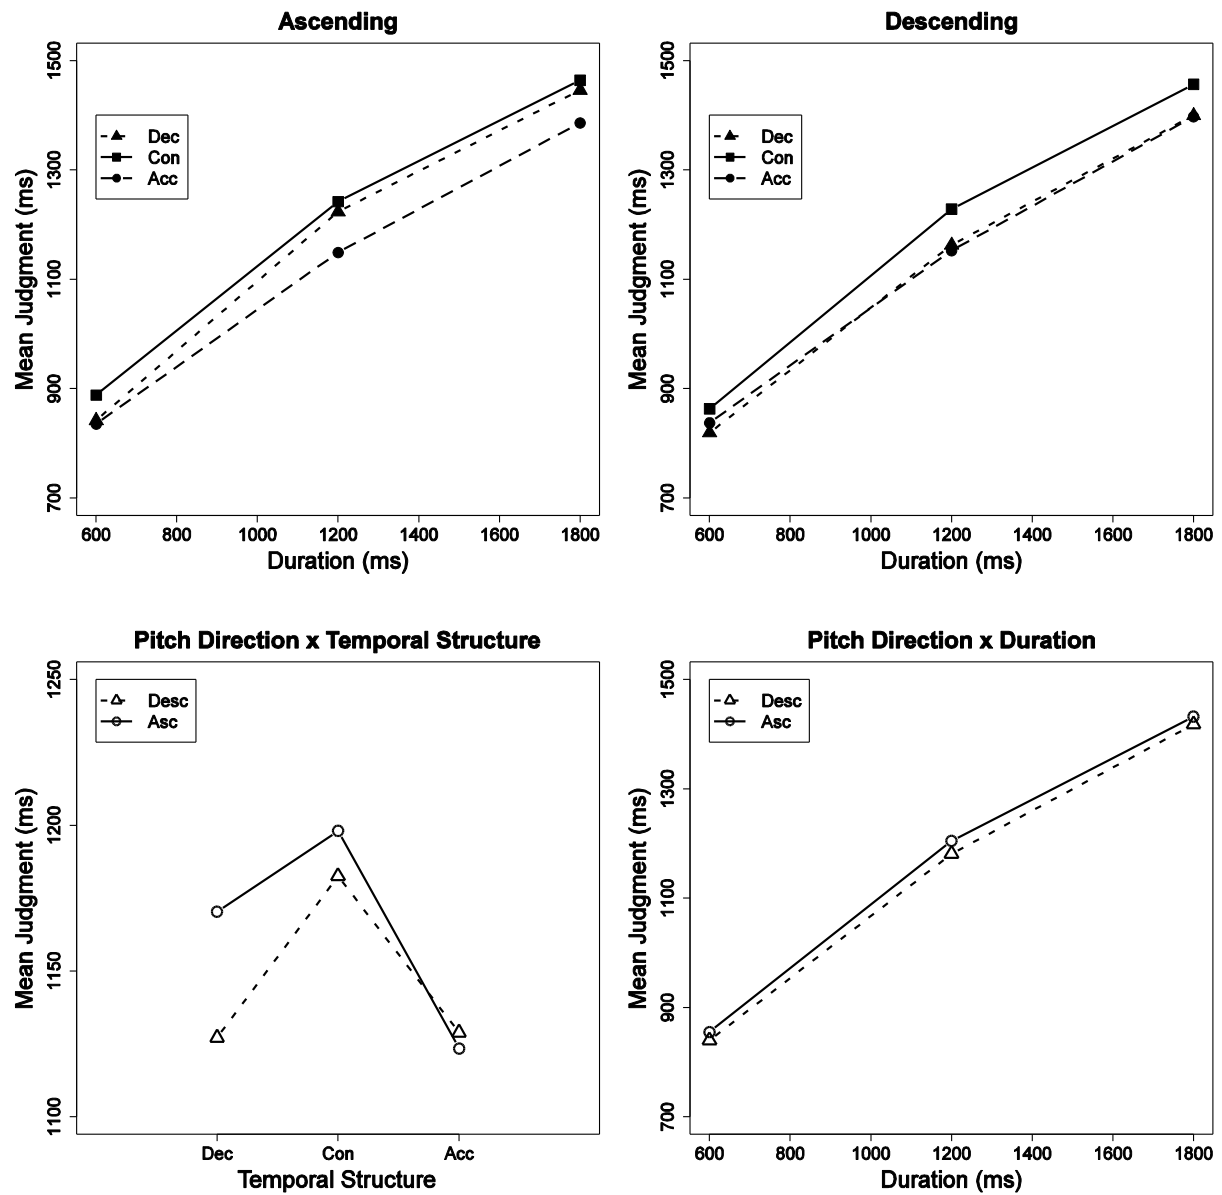 Ascending
1500
1300
1100
900
700
Mean Judgment (ms)
Dec
Con
Acc
600 800 1000 1200 1400 1600 1800
Duration (ms)
Descending
1500
1300
1100
900
700
Mean Judgment (ms)
Dec
Con
Acc
600 800 1000 1200 1400 1600 1800
Duration (ms)
Pitch Direction x Temporal Structure
1250
1200
1150
1100
Mean Judgment (ms)
Desc
Asc
Dec Con Acc
Temporal Structure
Pitch Direction x Duration
1500
1300
1100
900
700
Mean Judgment (ms)
Desc
Asc
600 800 1000 1200 1400 1600 1800
Duration (ms)